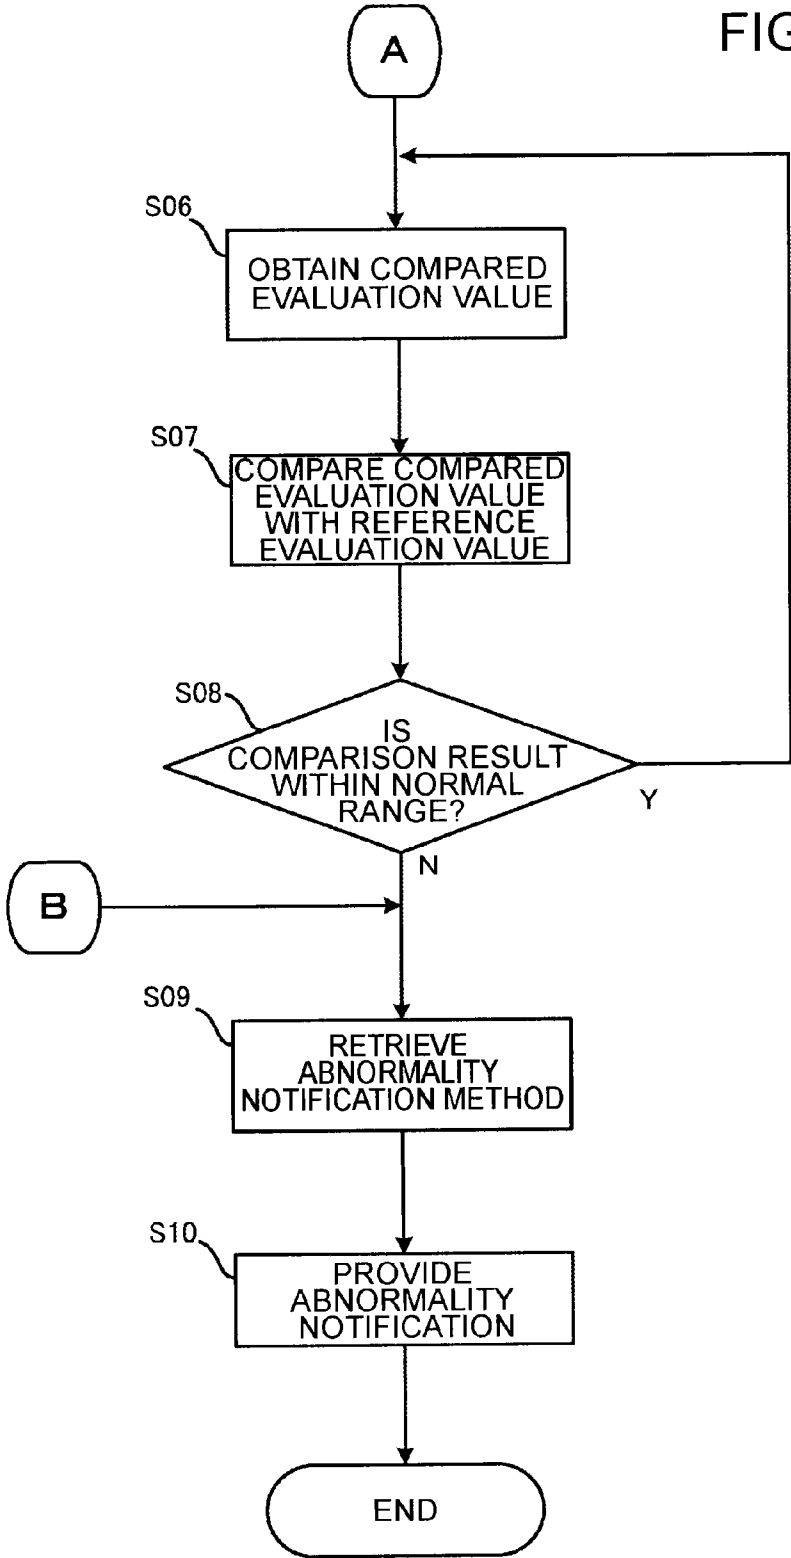 FIG
A
S06
OBTAIN COMPARED
EVALUATION VALUE
S07
COMPARE COMPARED
EVALUATION VALUE
WITH REFERENCE
EVALUATION VALUE
S08
IS
COMPARISON RESULT
WITHIN NORMAL
RANGE?
Y
N
B
S09
RETRIEVE
ABNORMALITY
NOTIFICATION METHOD
S10
PROVIDE
ABNORMALITY
NOTIFICATION
END